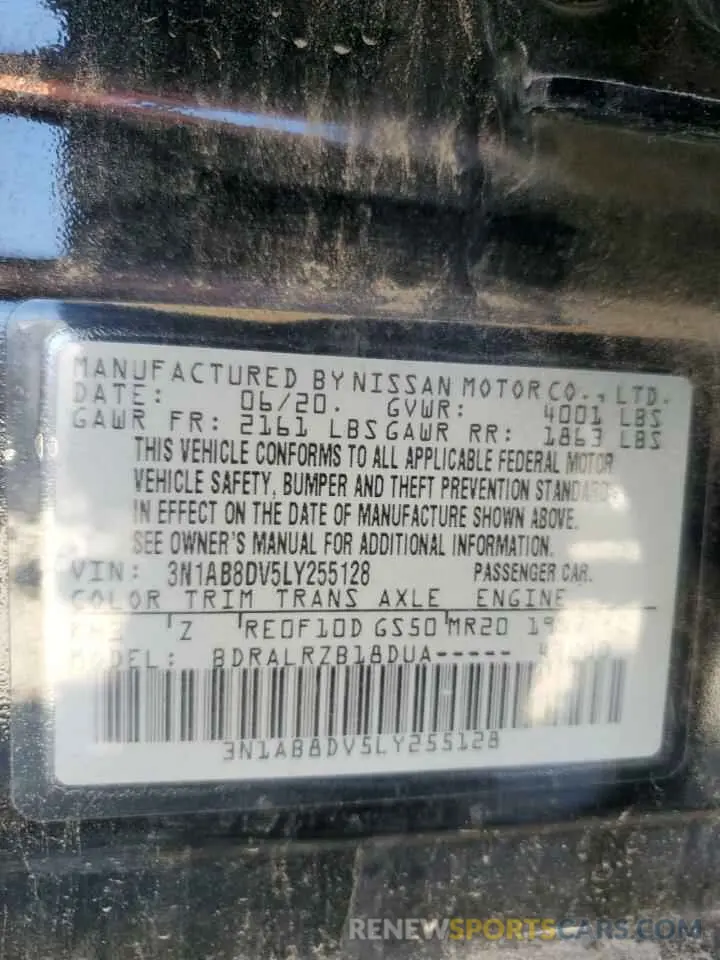 MANUFACTURED BY NISSAN MOTOR CO., LTD.
DATE: 06/20. GVWR: 4001 LBS
GAWR FR: 2161 LBS GAWR RR: 1863 LBS
THIS VEHICLE CONFORMS TO ALL APPLICABLE FEDERAL MOTOR
VEHICLE SAFETY, BUMPER AND THEFT PREVENTION STANDARDS
IN EFFECT ON THE DATE OF MANUFACTURE SHOWN ABOVE.
SEE OWNER'S MANUAL FOR ADDITIONAL INFORMATION.
VIN: 3N1AB8DV5LY255128 PASSENGER CAR.
COLOR TRIM TRANS AXLE ENGINE
Z RE0F10D GS50 MR20
MODEL: BDRALRZB18DUA-----
3N1AB8DV5LY255128
RENEWSPORTSCARS.COM